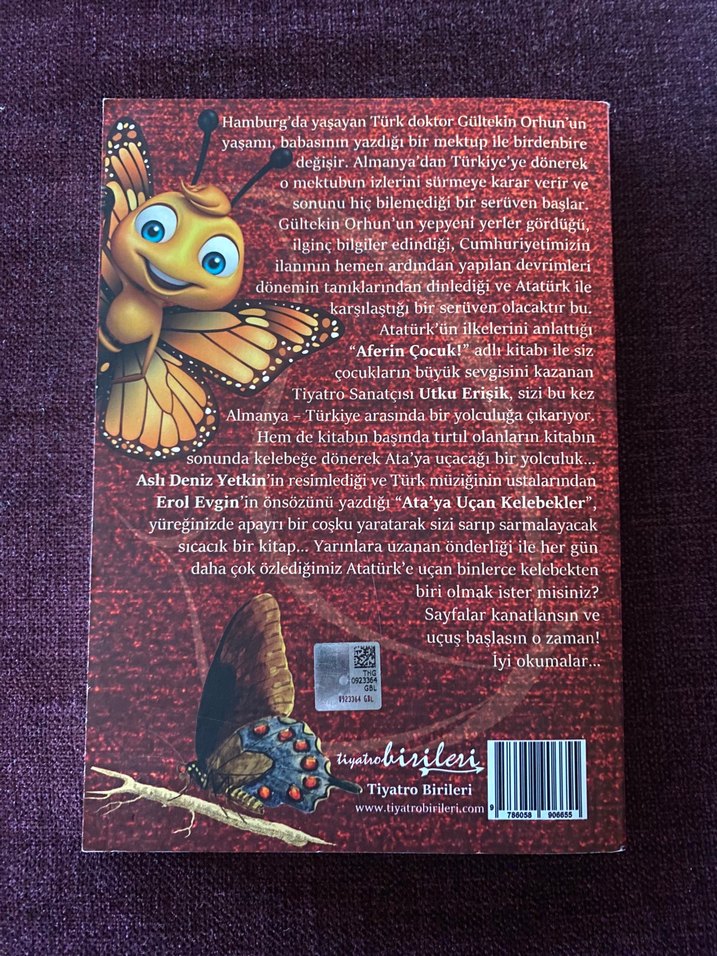 Hamburg'da yaşayan Türk doktor Gültekin Orhun'un
yaşamı, babasının yazdığı bir mektup ile birdenbire
değişir. Almanya'dan Türkiye'ye dönerek
o mektubun izlerini sürmeye karar verir ve
sonunu hiç bilemediği bir serüven başlar.
Gültekin Orhun'un yepyeni yerler gördüğü,
ilginç bilgiler edindiği, Cumhuriyetimizin
ilanının hemen ardından yapılan devrimleri
dönemin tanıklarından dinlediği ve Atatürk ile
karşılaştığı bir serüven olacaktır bu.
Atatürk'ün ilkelerini anlattığı
"Aferin Çocuk!" adlı kitabı ile siz
çocukların büyük sevgisini kazanan
Tiyatro Sanatçısı Utku Erişik, sizi bu kez
Almanya – Türkiye arasında bir yolculuğa çıkarıyor.
Hem de kitabın başında tırtıl olanların kitabın
sonunda kelebeğe dönerek Ata'ya uçacağı bir yolculuk...
Aslı Deniz Yetkin'in resimlediği ve Türk müziğinin ustalarından
Erol Evgin'in önsözünü yazdığı "Ata'ya Uçan Kelebekler",
yüreğinizde apayrı bir coşku yaratarak sizi sarıp sarmalayacak
sıcacık bir kitap... Yarınlara uzanan önderliği ile her gün
daha çok özlediğimiz Atatürk'e uçan binlerce kelebekten
biri olmak ister misiniz?
Sayfalar kanatlansın ve
uçuş başlasın o zaman!
İyi okumalar...
THG
0923364
GBL
0923364 GBL
tiyatrobirileri
Tiyatro Birileri
www.tiyatrobirileri.com
9 786058 906655